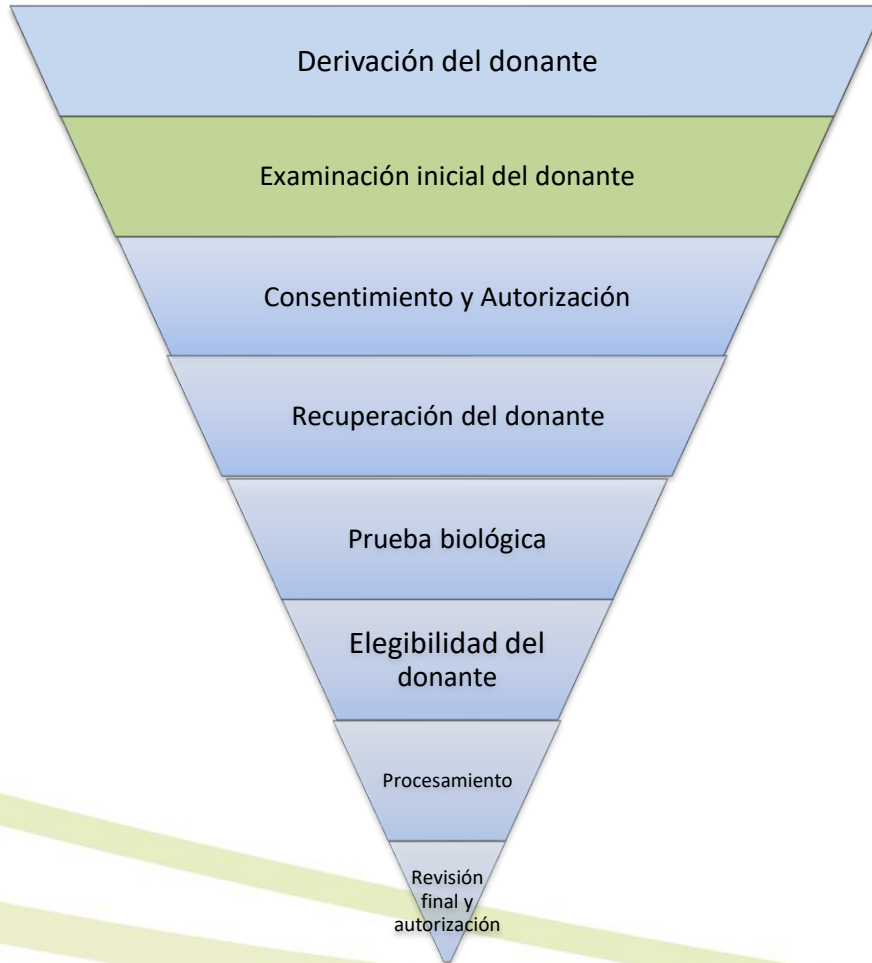 Derivación del donante
Examinación inicial del donante
Consentimiento y Autorización
Recuperación del donante
Prueba biológica
Elegibilidad del
donante
Procesamiento
Revisión
final y
autorización